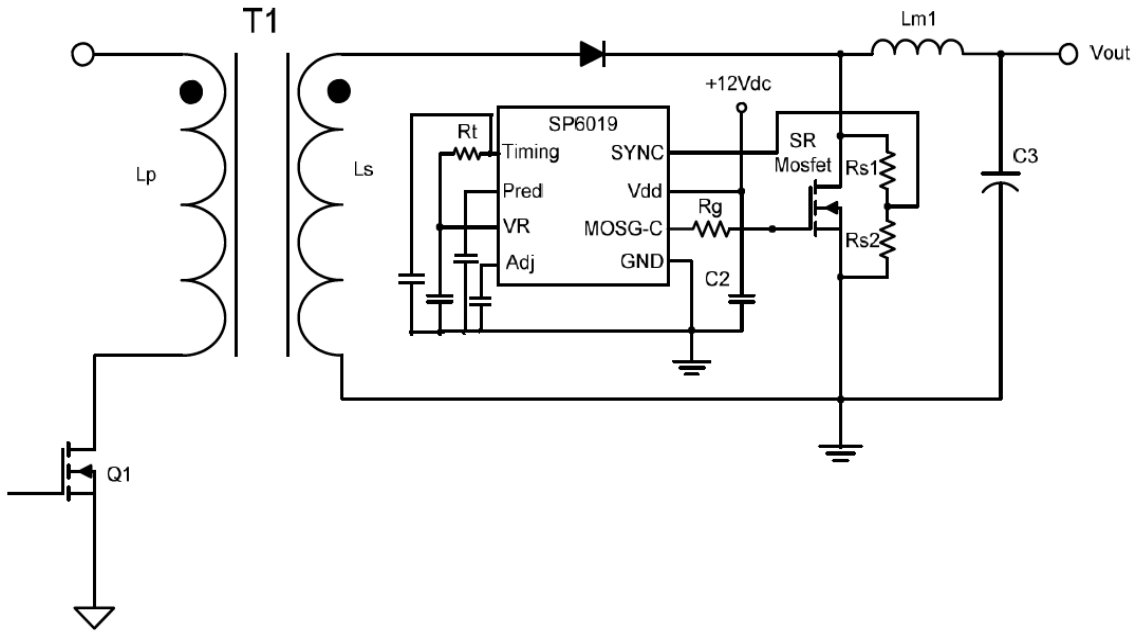 T1
Lm1
Vout
+12Vdc
SP6019
Rt
Timing
SYNC
SR
Mosfet
Rs1
C3
Lp
Ls
Pred
Vdd
Rg
VR
MOSG-C
Rs2
Adj
GND
C2
Q1